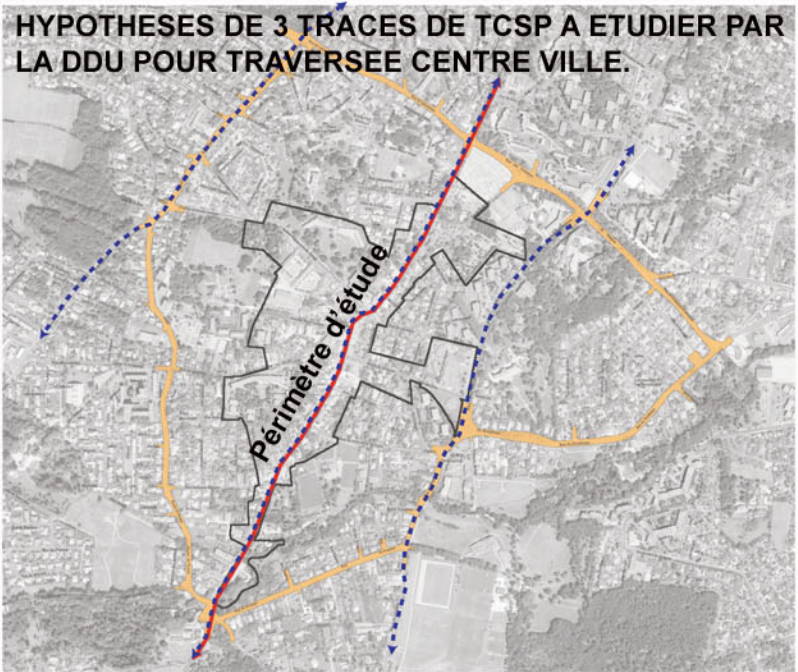 HYPOTHESES DE 3 TRACES DE TCSP A ETUDIER PAR
LA DDU POUR TRAVERSEE CENTRE VILLE.
Périmètre d'étude